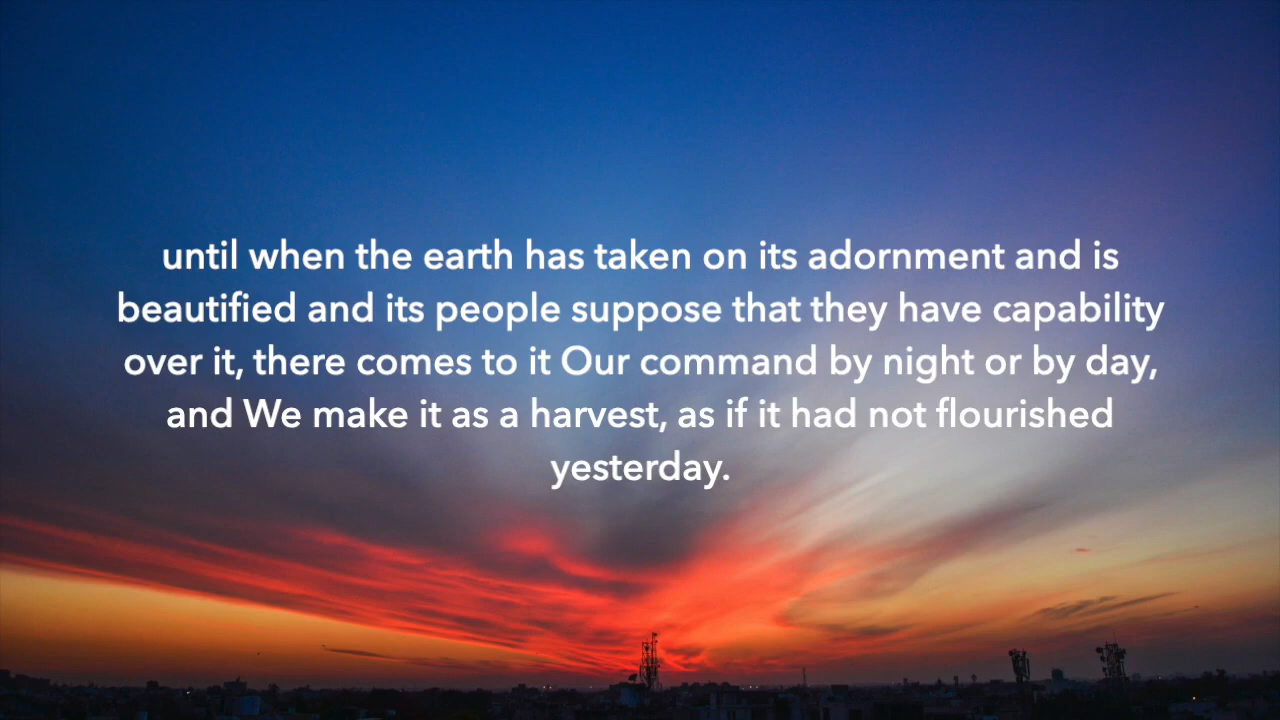 until when the earth has taken on its adornment and is
beautified and its people suppose that they have capability
over it, there comes to it Our command by night or by day,
and We make it as a harvest, as if it had not flourished
yesterday.